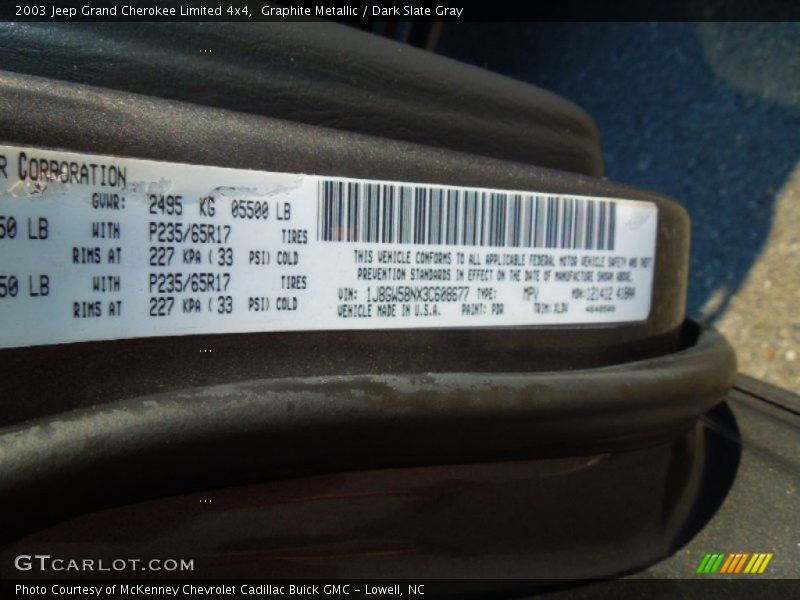 2003 Jeep Grand Cherokee Limited 4x4,  Graphite Metallic / Dark Slate Gray
R CORPORATION
GVWR: 2495 KG 05500 LB
50 LB WITH P235/65R17 TIRES
RIMS AT 227 KPA ( 33 PSI) COLD
50 LB WITH P235/65R17 TIRES
RIMS AT 227 KPA ( 33 PSI) COLD
THIS VEHICLE CONFORMS TO ALL APPLICABLE FEDERAL MOTOR VEHICLE SAFETY AND
PREVENTION STANDARDS IN EFFECT ON THE DATE OF MANUFACTURE SHOWN ABOVE.
VIN: 1J8GW58NX3C608677 TYPE: MPV MDH: 121412 418AA
VEHICLE MADE IN U.S.A. PAINT: PDR TRIM:
GTCARLOT.COM
Photo Courtesy of McKenney Chevrolet Cadillac Buick GMC - Lowell, NC